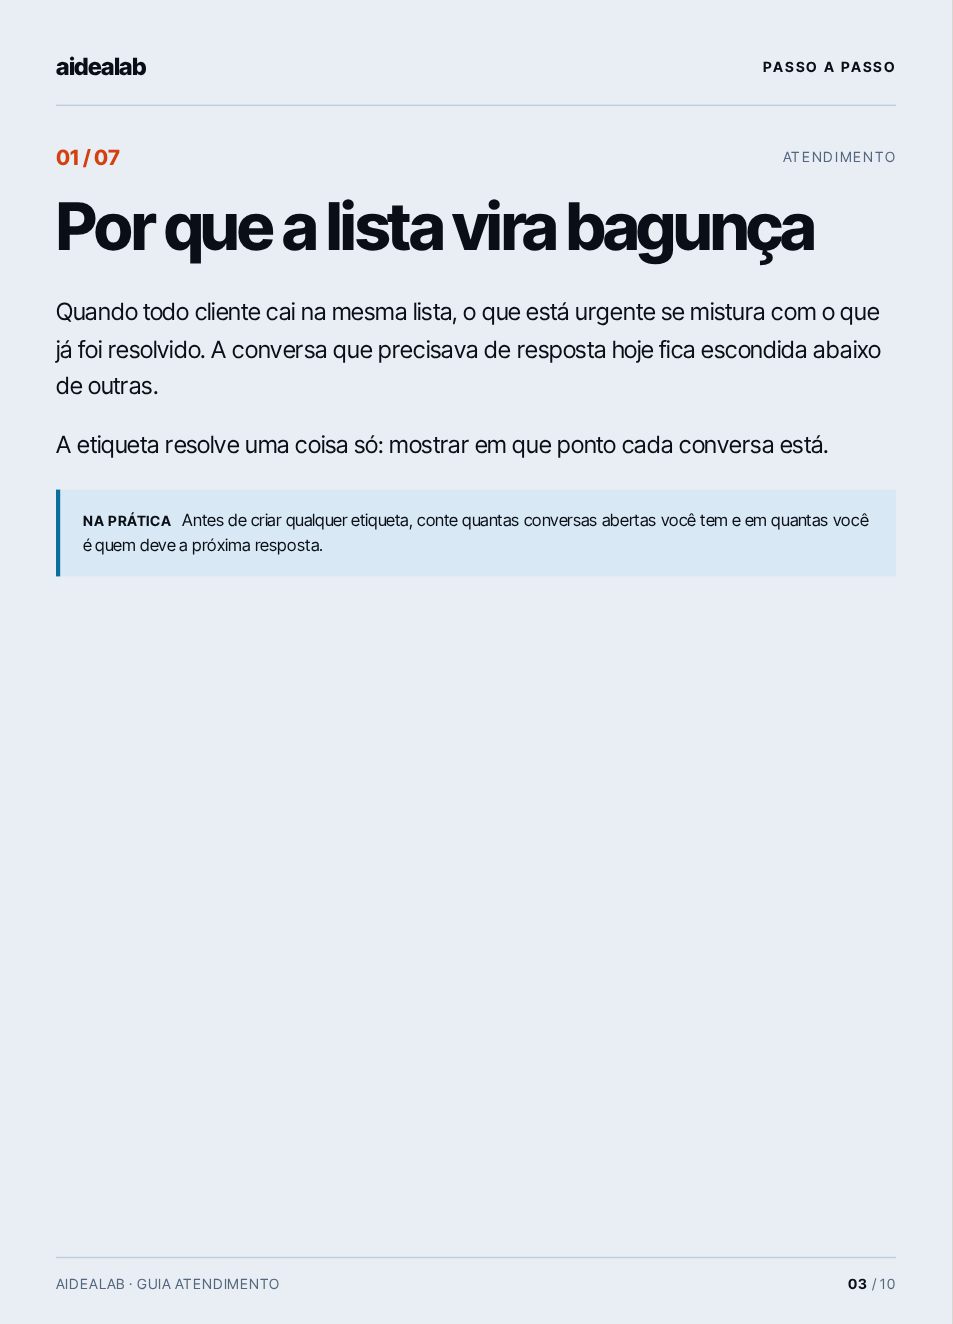 aidealab
PASSO A PASSO
01 / 07
ATENDIMENTO
Por que a lista vira bagunça
Quando todo cliente cai na mesma lista, o que está urgente se mistura com o que
já foi resolvido. A conversa que precisava de resposta hoje fica escondida abaixo
de outras.
A etiqueta resolve uma coisa só: mostrar em que ponto cada conversa está.
NA PRÁTICA Antes de criar qualquer etiqueta, conte quantas conversas abertas você tem e em quantas você
é quem deve a próxima resposta.
AIDEALAB · GUIA ATENDIMENTO
03 / 10